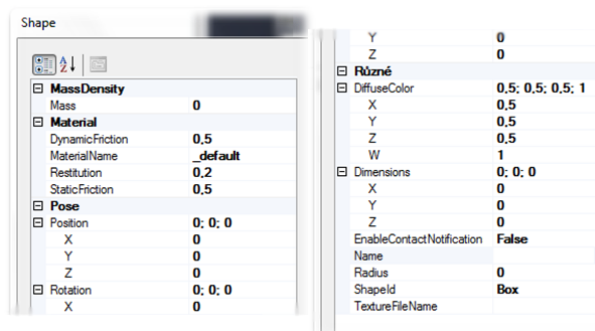 Shape
MassDensity
Mass 0
Material
DynamicFriction 0,5
MaterialName _default
Restitution 0,2
StaticFriction 0,5
Pose
Position 0; 0; 0
X 0
Y 0
Z 0
Rotation 0; 0; 0
X 0
Y 0
Z 0
Různé
DiffuseColor 0,5; 0,5; 0,5; 1
X 0,5
Y 0,5
Z 0,5
W 1
Dimensions 0; 0; 0
X 0
Y 0
Z 0
EnableContactNotification False
Name
Radius 0
ShapeId Box
TextureFileName